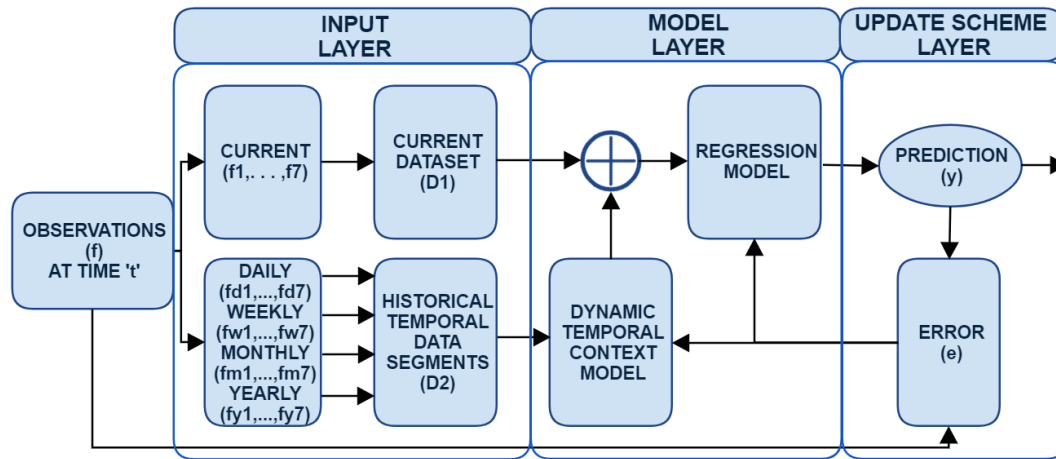 INPUT
LAYER
MODEL
LAYER
UPDATE SCHEME
LAYER
OBSERVATIONS
(f)
AT TIME 't'
CURRENT
(f1,. . . ,f7)
CURRENT
DATASET
(D1)
REGRESSION
MODEL
PREDICTION
(y)
DAILY
(fd1,...,fd7)
WEEKLY
(fw1,...,fw7)
MONTHLY
(fm1,...,fm7)
YEARLY
(fy1,...,fy7)
HISTORICAL
TEMPORAL
DATA
SEGMENTS
(D2)
DYNAMIC
TEMPORAL
CONTEXT
MODEL
ERROR
(e)